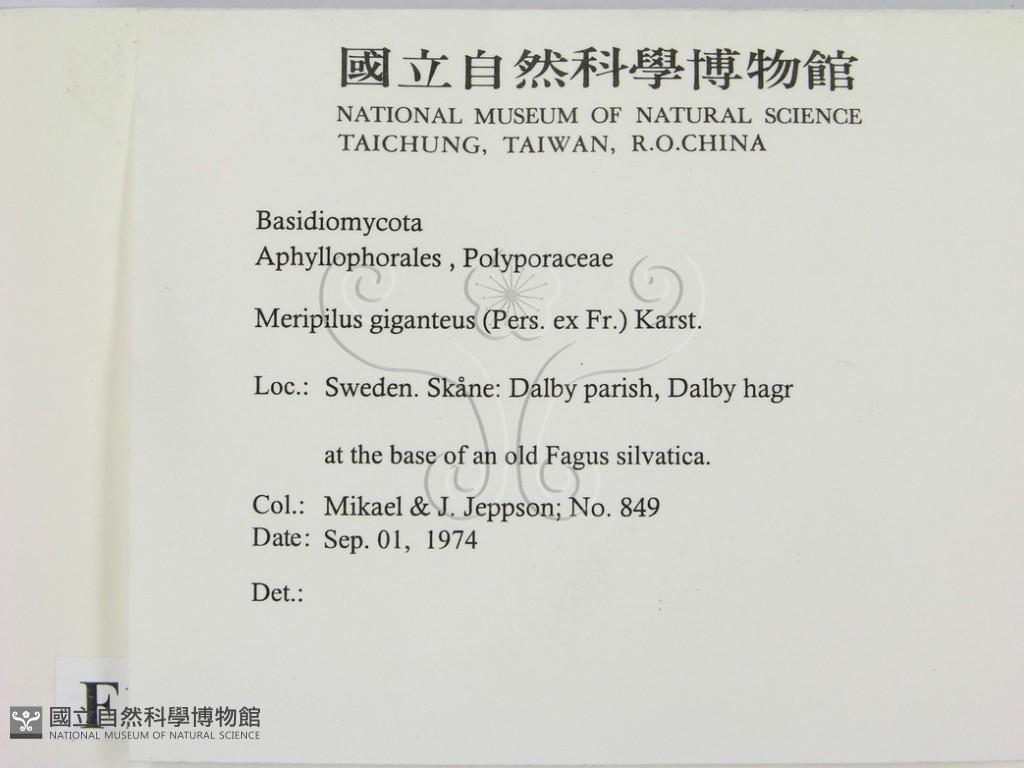 國立自然科學博物館
NATIONAL MUSEUM OF NATURAL SCIENCE
TAICHUNG, TAIWAN, R.O.CHINA
Basidiomycota
Aphyllophorales , Polyporaceae
Meripilus giganteus (Pers. ex Fr.) Karst.
Loc.: Sweden. Skåne: Dalby parish, Dalby hagr
at the base of an old Fagus silvatica.
Col.: Mikael & J. Jeppson; No. 849
Date: Sep. 01, 1974
Det.:
F
國立自然科學博物館
NATIONAL MUSEUM OF NATURAL SCIENCE